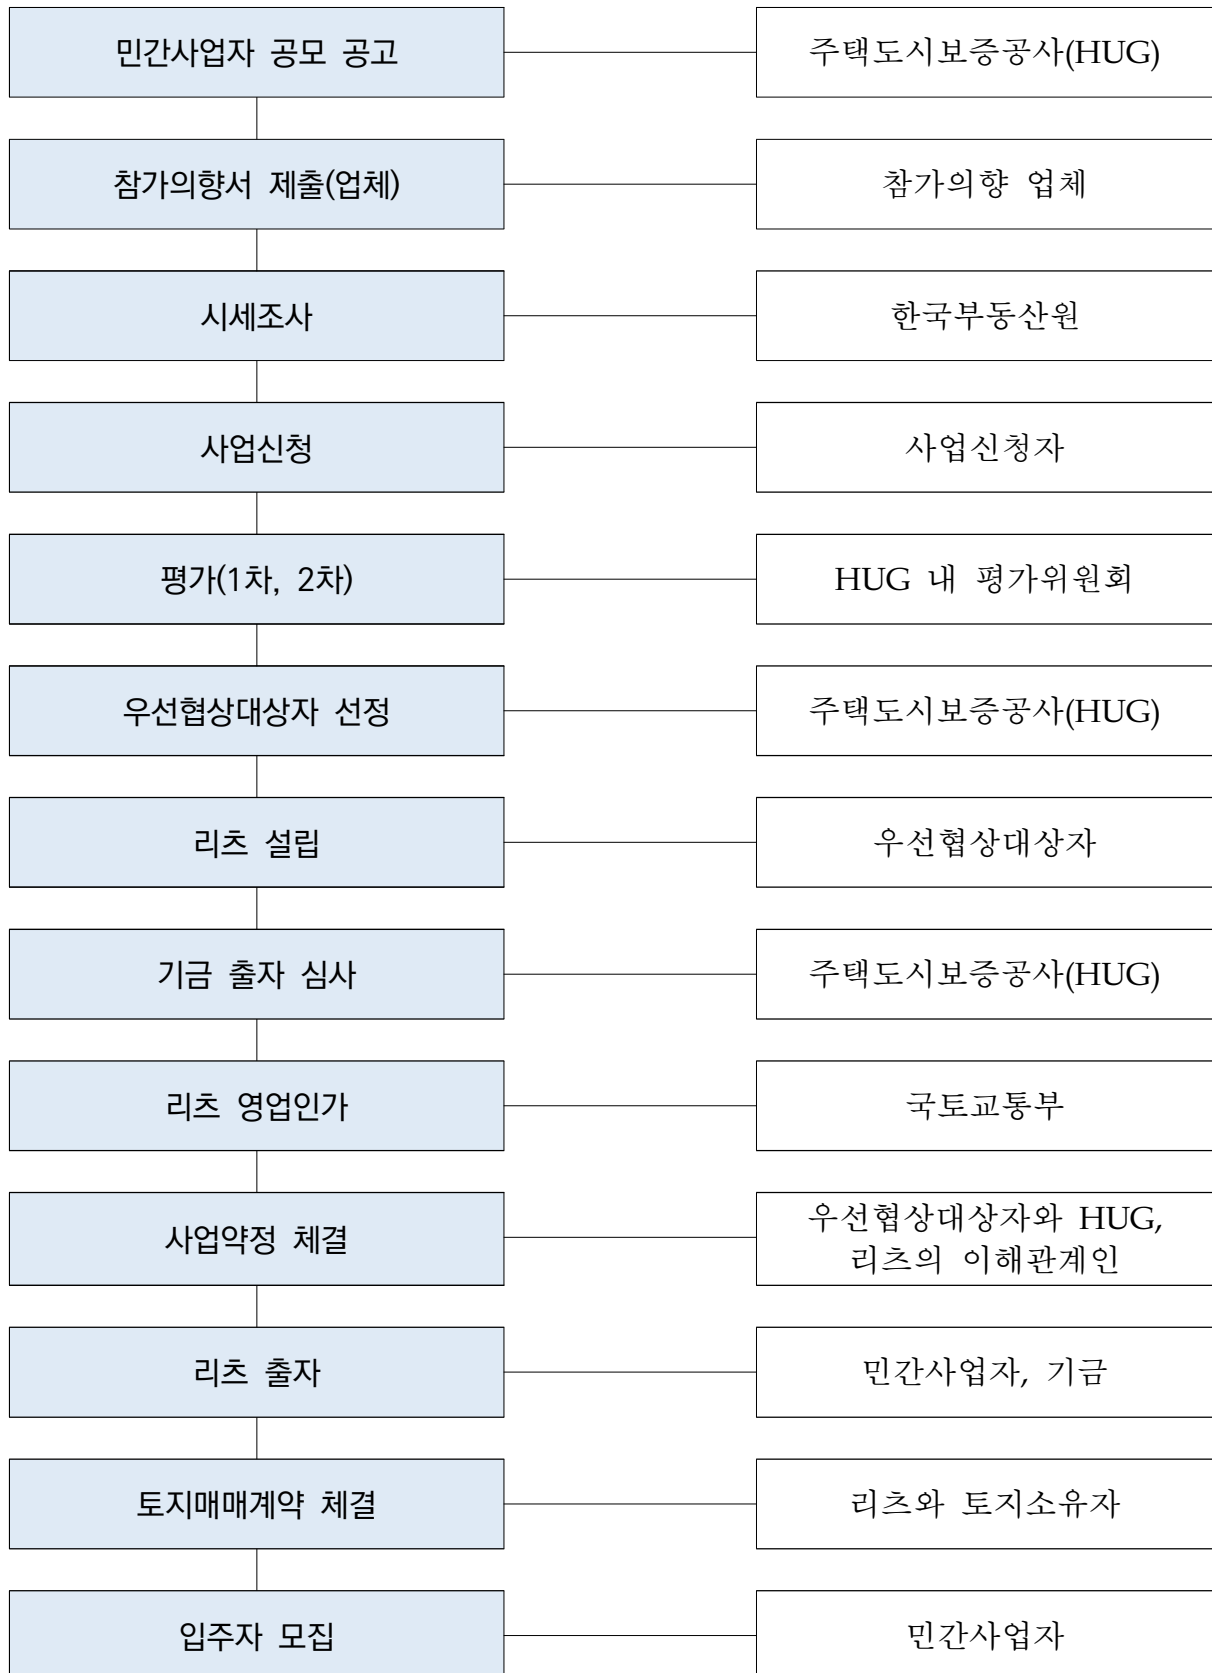 민간사업자 공모 공고
주택도시보증공사(HUG)
참가의향서 제출(업체)
참가의향 업체
시세조사
한국부동산원
사업신청
사업신청자
평가(1차, 2차)
HUG 내 평가위원회
우선협상대상자 선정
주택도시보증공사(HUG)
리츠 설립
우선협상대상자
기금 출자 심사
주택도시보증공사(HUG)
리츠 영업인가
국토교통부
사업약정 체결
우선협상대상자와 HUG,
리츠의 이해관계인
리츠 출자
민간사업자, 기금
토지매매계약 체결
리츠와 토지소유자
입주자 모집
민간사업자